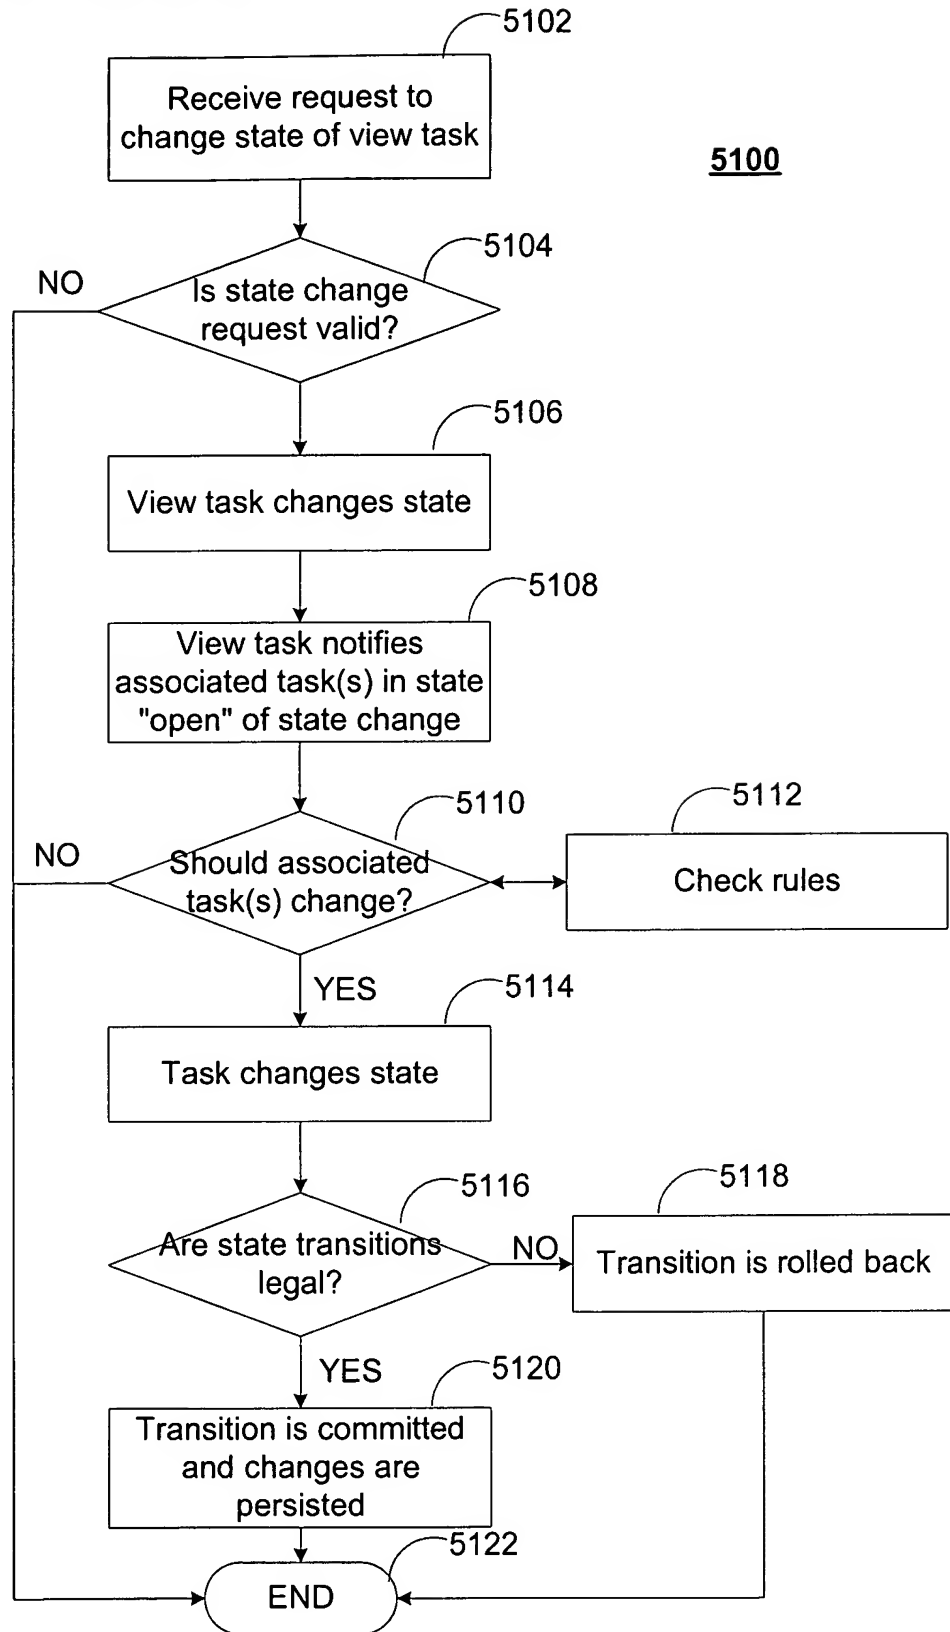 5102
Receive request to
change state of view task
5100
5104
NO
Is state change
request valid?
5106
View task changes state
5108
View task notifies
associated task(s) in state
"open" of state change
5110
5112
NO
Should associated
task(s) change?
Check rules
YES
5114
Task changes state
5116
5118
Are state transitions
legal?
NO
Transition is rolled back
YES
5120
Transition is committed
and changes are
persisted
5122
END